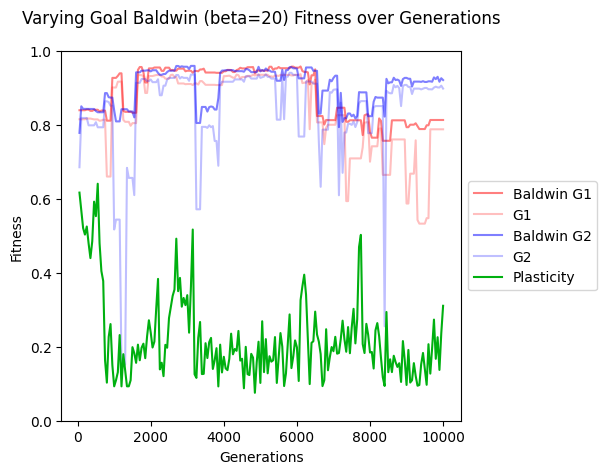 Varying Goal Baldwin (beta=20) Fitness over Generations
1.0
0.8
0.6
0.4
0.2
0.0
Fitness
0
2000
4000
6000
8000
10000
Generations
Baldwin G1
G1
Baldwin G2
G2
Plasticity